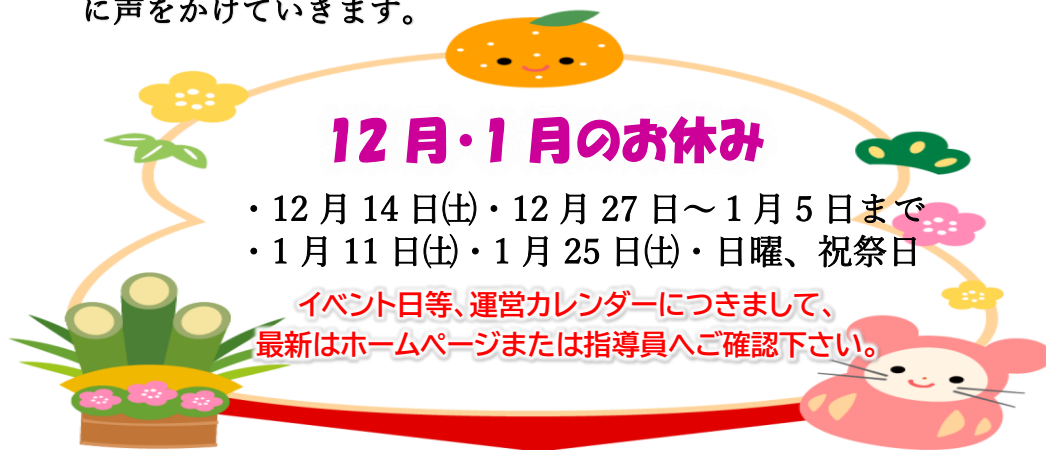 に声をかけていきます。
12月・1月のお休み
・12月14日㈯・12月27日～1月5日まで
・1月11日㈯・1月25日㈯・日曜、祝祭日
イベント日等、運営カレンダーにつきまして、
最新はホームページまたは指導員へご確認下さい。